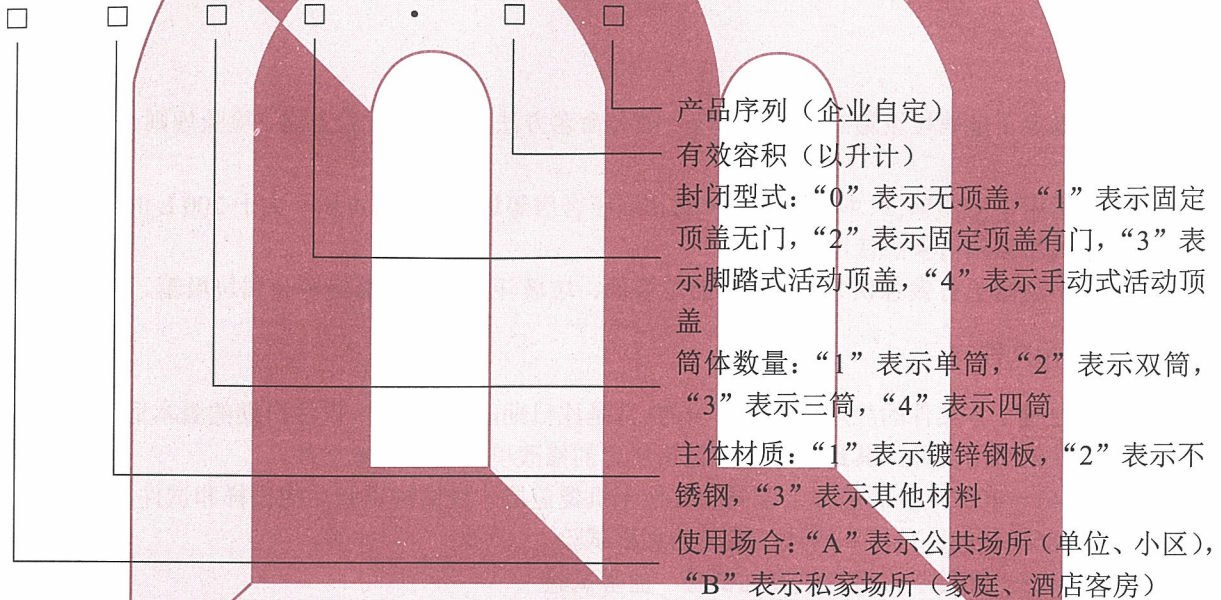 □ □ □ □ · □ □
产品序列（企业自定）
有效容积（以升计）
封闭型式：“0”表示无顶盖，“1”表示固定
顶盖无门，“2”表示固定顶盖有门，“3”表
示脚踏式活动顶盖，“4”表示手动式活动顶
盖
筒体数量：“1”表示单筒，“2”表示双筒，
“3”表示三筒，“4”表示四筒
主体材质：“1”表示镀锌钢板，“2”表示不
锈钢，“3”表示其他材料
使用场合：“A”表示公共场所（单位、小区），
“B”表示私家场所（家庭、酒店客房）